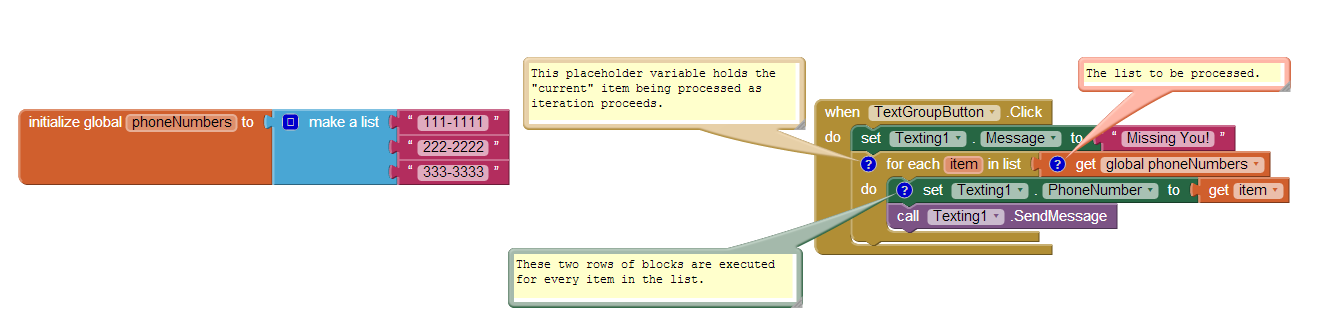 This placeholder variable holds the
"current" item being processed as
iteration proceeds.
The list to be processed.
initialize global phoneNumbers to make a list “ 111-1111 ”
“ 222-2222 ”
“ 333-3333 ”
when TextGroupButton .Click
do set Texting1 . Message to “ Missing You! ”
? for each item in list ? get global phoneNumbers
do ? set Texting1 . PhoneNumber to get item
call Texting1 .SendMessage
These two rows of blocks are executed
for every item in the list.